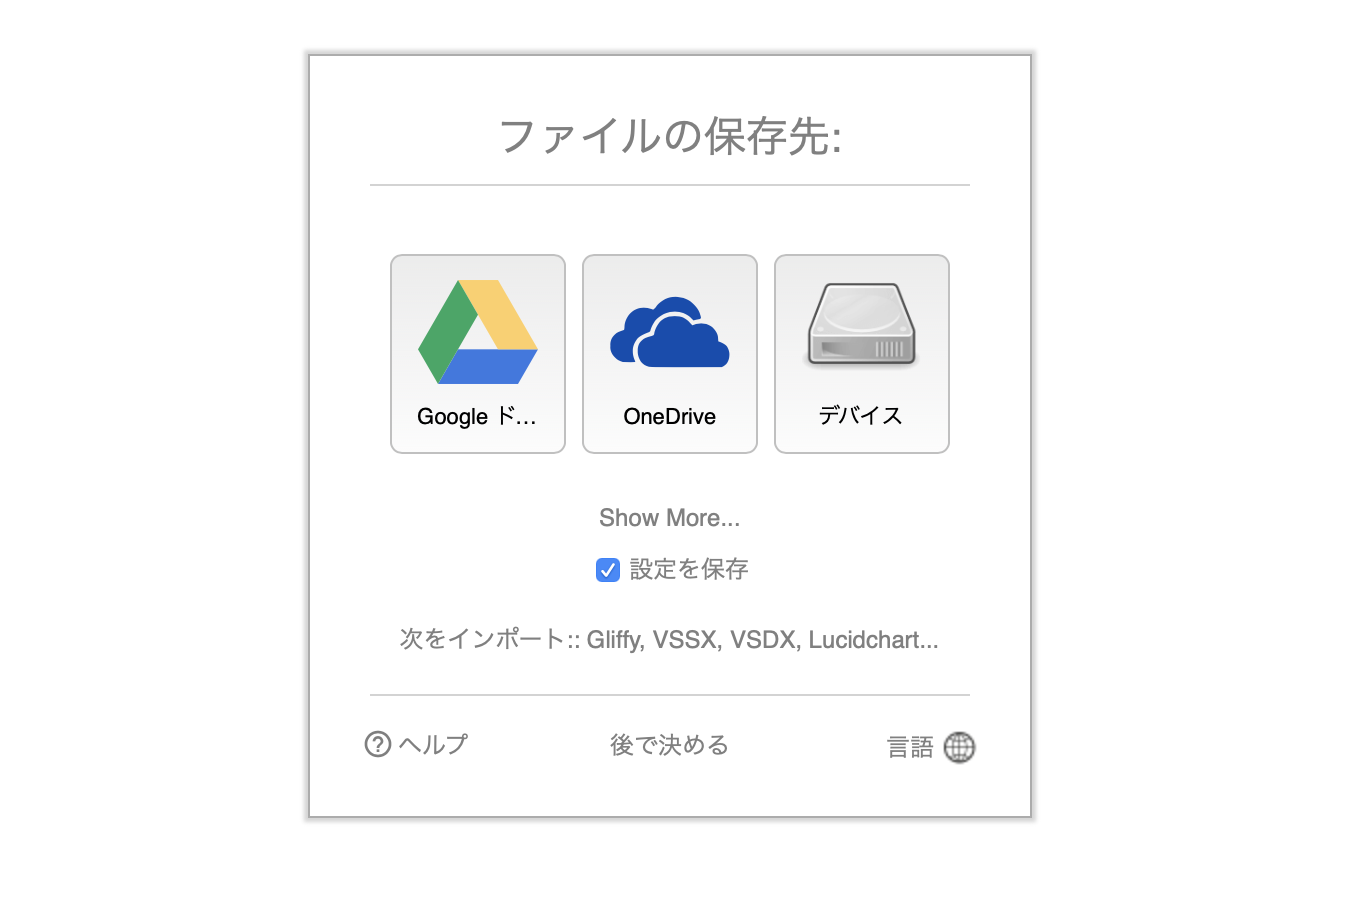 ファイルの保存先:
Google ド...
OneDrive
デバイス
Show More...
設定を保存
次をインポート:: Gliffy, VSSX, VSDX, Lucidchart...
ヘルプ
後で決める
言語